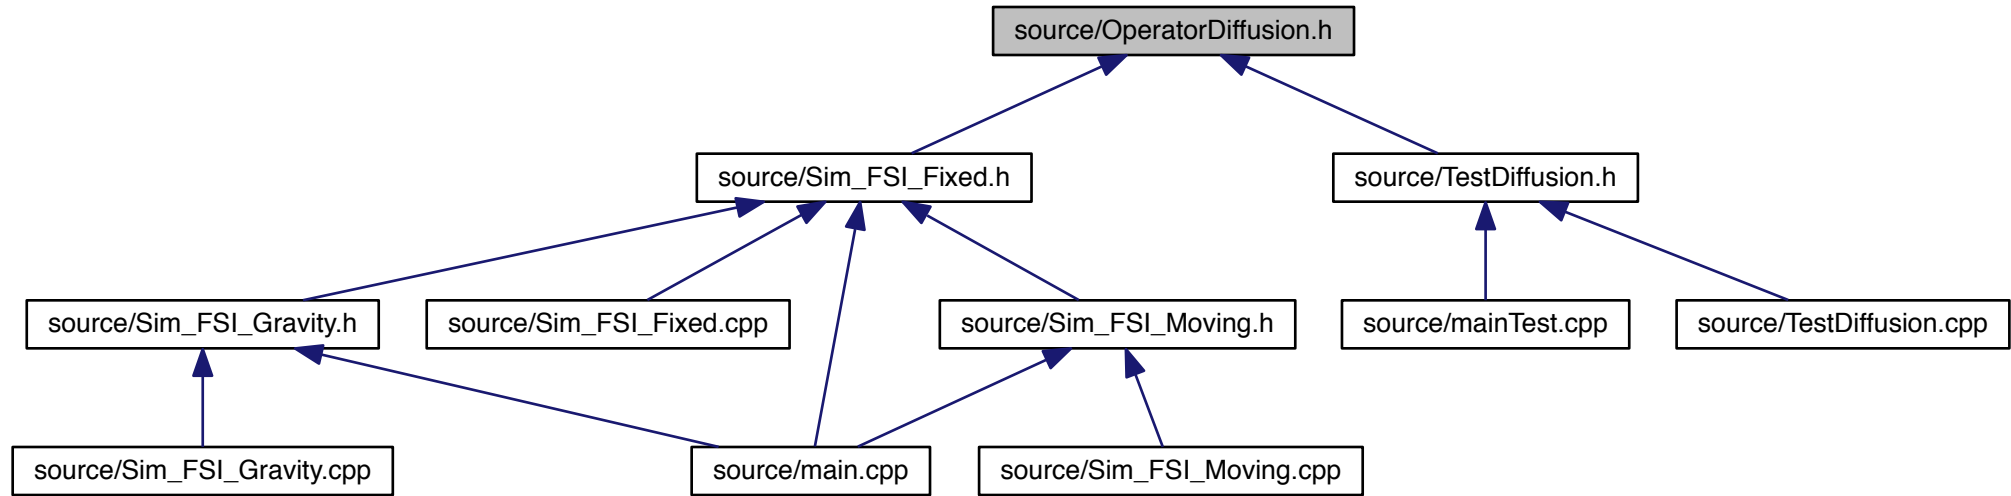 source/OperatorDiffusion.h
source/Sim_FSI_Fixed.h
source/TestDiffusion.h
source/Sim_FSI_Gravity.h
source/Sim_FSI_Fixed.cpp
source/Sim_FSI_Moving.h
source/mainTest.cpp
source/TestDiffusion.cpp
source/Sim_FSI_Gravity.cpp
source/main.cpp
source/Sim_FSI_Moving.cpp